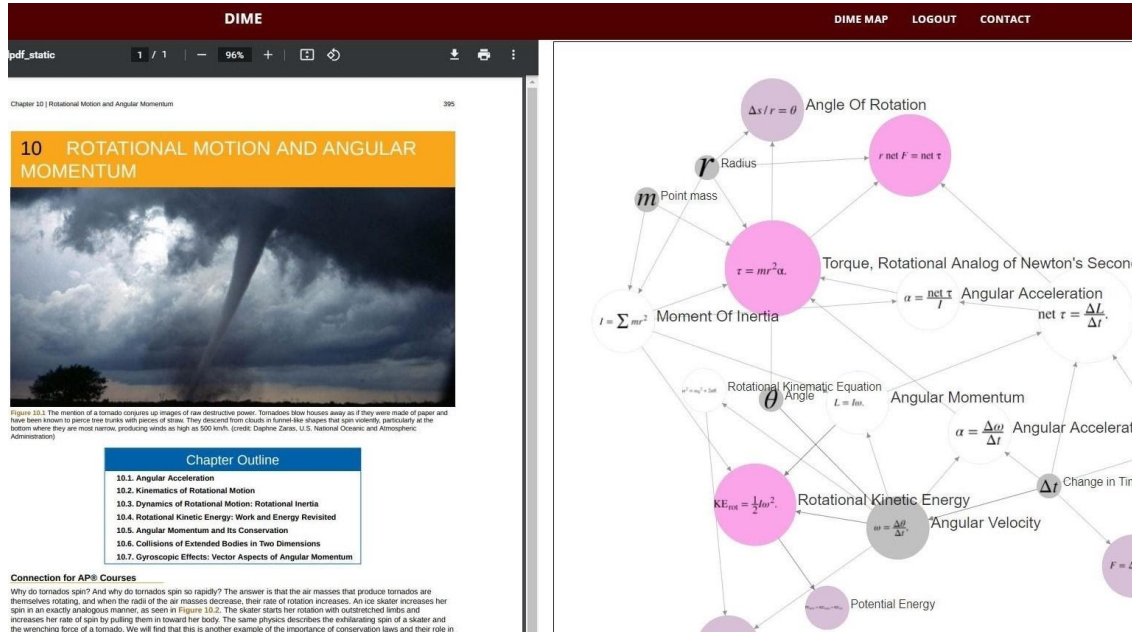 DIME
DIME MAP LOGOUT CONTACT
pdf_static 1 / 1 96%
Chapter 10 | Rotational Motion and Angular Momentum 395
10 ROTATIONAL MOTION AND ANGULAR
MOMENTUM
Figure 10.1 The mention of a tornado conjures up images of raw destructive power. Tornadoes blow houses away as if they were made of paper and
have been known to pierce tree trunks with pieces of straw. They descend from clouds in funnel-like shapes that spin violently, particularly at the
bottom where they are most narrow, producing winds as high as 500 km/h. (credit: Daphne Zaras, U.S. National Oceanic and Atmospheric
Administration)
Chapter Outline
10.1. Angular Acceleration
10.2. Kinematics of Rotational Motion
10.3. Dynamics of Rotational Motion: Rotational Inertia
10.4. Rotational Kinetic Energy: Work and Energy Revisited
10.5. Angular Momentum and Its Conservation
10.6. Collisions of Extended Bodies in Two Dimensions
10.7. Gyroscopic Effects: Vector Aspects of Angular Momentum
Connection for AP® Courses
Why do tornados spin? And why do tornados spin so rapidly? The answer is that the air masses that produce tornados are
themselves rotating, and when the radii of the air masses decrease, their rate of rotation increases. An ice skater increases her
spin in an exactly analogous manner, as seen in Figure 10.2. The skater starts her rotation with outstretched limbs and
increases her rate of spin by pulling them in toward her body. The same physics describes the exhilarating spin of a skater and
the wrenching force of a tornado. We will find that this is another example of the importance of conservation laws and their role in
Δs / r = θ Angle Of Rotation
r net F = net τ
r Radius
m Point mass
τ = mr²α. Torque, Rotational Analog of Newton's Secon
α = net τ / I Angular Acceleration
net τ = ΔL / Δt.
I = ∑ mr² Moment Of Inertia
Rotational Kinematic Equation
θ Angle
L = Iω. Angular Momentum
α = Δω / Δt Angular Accelerat
Δt Change in Tim
KErot = ½Iω². Rotational Kinetic Energy
ω = Δθ / Δt. Angular Velocity
F = Δ
Potential Energy